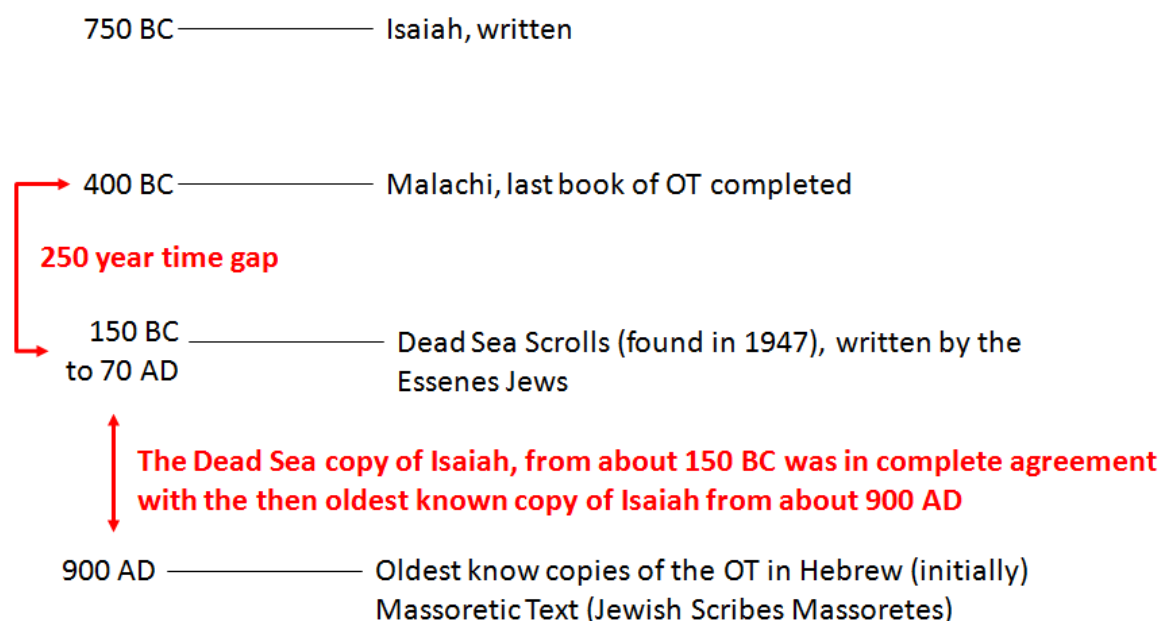 750 BC Isaiah, written
400 BC Malachi, last book of OT completed
250 year time gap
150 BC
to 70 AD
Dead Sea Scrolls (found in 1947), written by the
Essenes Jews
The Dead Sea copy of Isaiah, from about 150 BC was in complete agreement
with the then oldest known copy of Isaiah from about 900 AD
900 AD Oldest know copies of the OT in Hebrew (initially)
Massoretic Text (Jewish Scribes Massoretes)